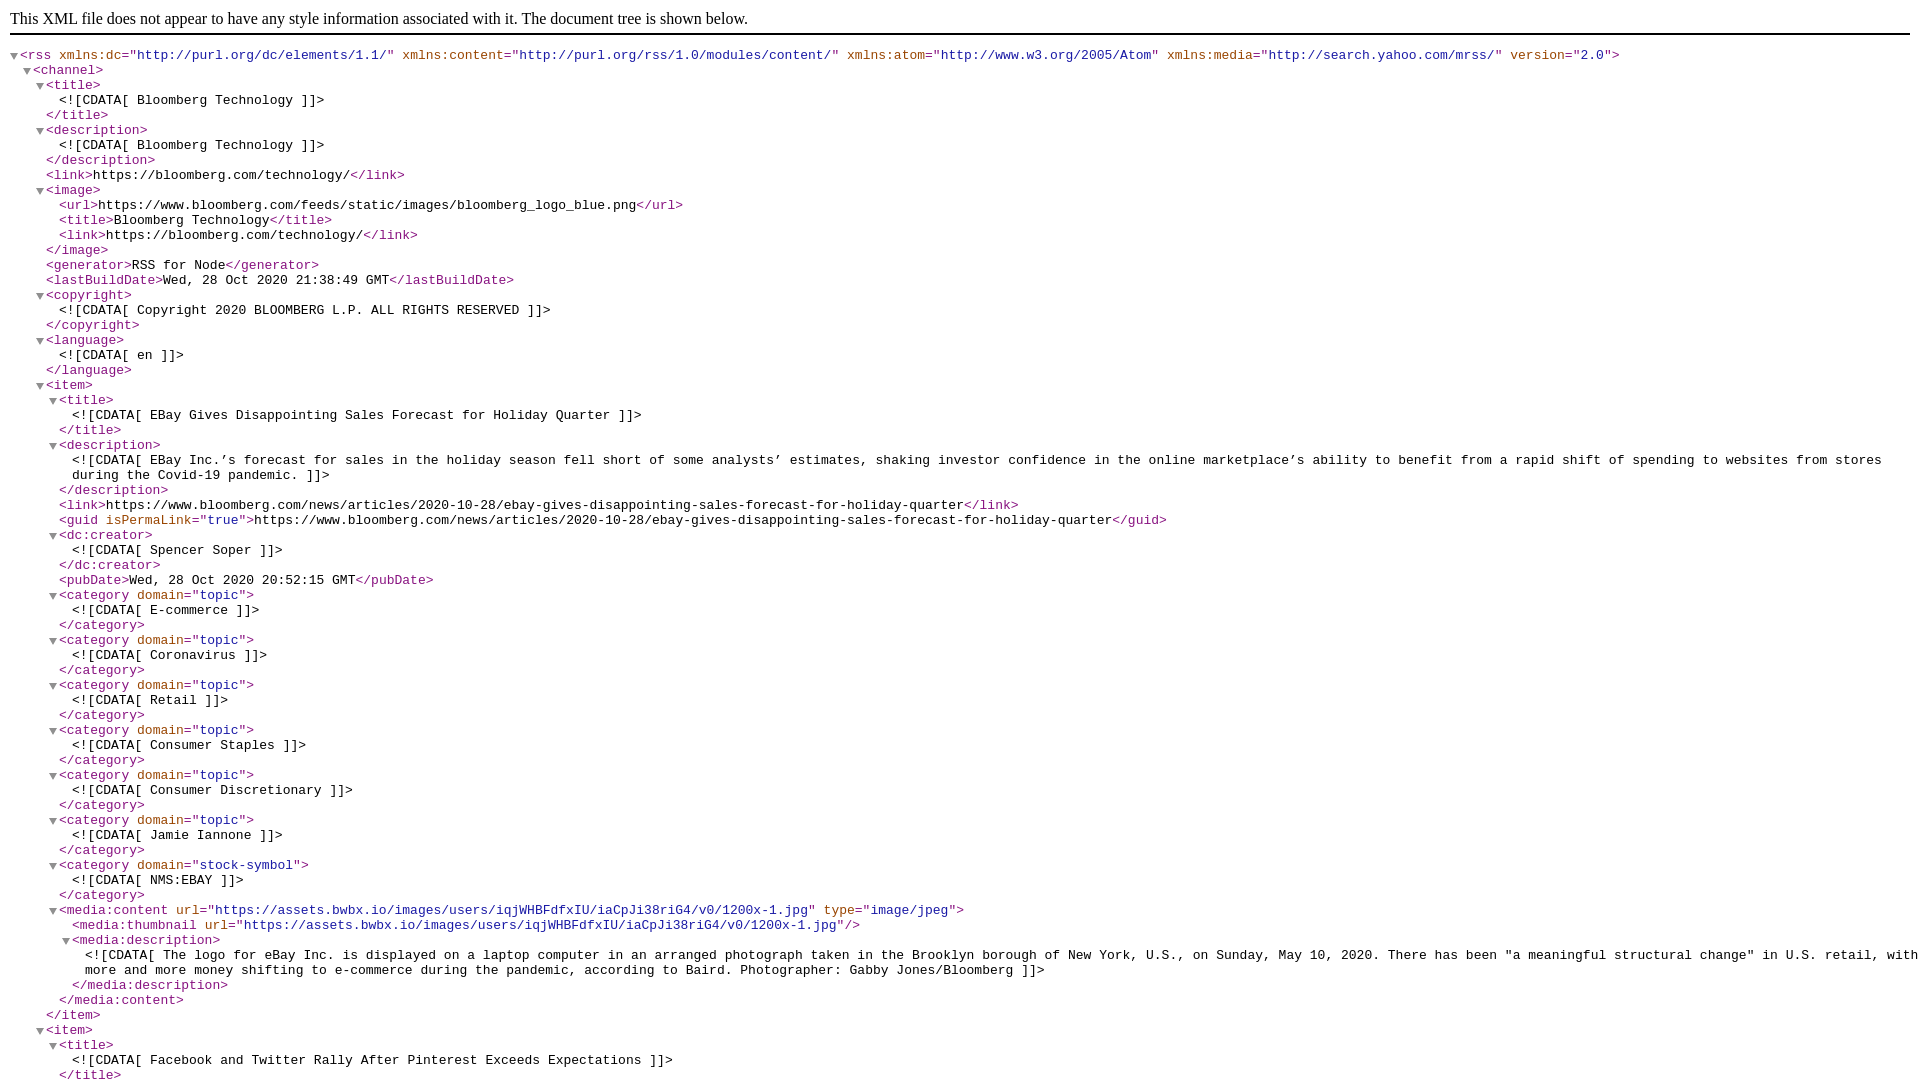 This XML file does not appear to have any style information associated with it. The document tree is shown below.
<rss xmlns:dc="http://purl.org/dc/elements/1.1/" xmlns:content="http://purl.org/rss/1.0/modules/content/" xmlns:atom="http://www.w3.org/2005/Atom" xmlns:media="http://search.yahoo.com/mrss/" version="2.0">
<channel>
<title>
<![CDATA[ Bloomberg Technology ]]>
</title>
<description>
<![CDATA[ Bloomberg Technology ]]>
</description>
<link>https://bloomberg.com/technology/</link>
<image>
<url>https://www.bloomberg.com/feeds/static/images/bloomberg_logo_blue.png</url>
<title>Bloomberg Technology</title>
<link>https://bloomberg.com/technology/</link>
</image>
<generator>RSS for Node</generator>
<lastBuildDate>Wed, 28 Oct 2020 21:38:49 GMT</lastBuildDate>
<copyright>
<![CDATA[ Copyright 2020 BLOOMBERG L.P. ALL RIGHTS RESERVED ]]>
</copyright>
<language>
<![CDATA[ en ]]>
</language>
<item>
<title>
<![CDATA[ EBay Gives Disappointing Sales Forecast for Holiday Quarter ]]>
</title>
<description>
<![CDATA[ EBay Inc.’s forecast for sales in the holiday season fell short of some analysts’ estimates, shaking investor confidence in the online marketplace’s ability to benefit from a rapid shift of spending to websites from stores
during the Covid-19 pandemic. ]]>
</description>
<link>https://www.bloomberg.com/news/articles/2020-10-28/ebay-gives-disappointing-sales-forecast-for-holiday-quarter</link>
<guid isPermaLink="true">https://www.bloomberg.com/news/articles/2020-10-28/ebay-gives-disappointing-sales-forecast-for-holiday-quarter</guid>
<dc:creator>
<![CDATA[ Spencer Soper ]]>
</dc:creator>
<pubDate>Wed, 28 Oct 2020 20:52:15 GMT</pubDate>
<category domain="topic">
<![CDATA[ E-commerce ]]>
</category>
<category domain="topic">
<![CDATA[ Coronavirus ]]>
</category>
<category domain="topic">
<![CDATA[ Retail ]]>
</category>
<category domain="topic">
<![CDATA[ Consumer Staples ]]>
</category>
<category domain="topic">
<![CDATA[ Consumer Discretionary ]]>
</category>
<category domain="topic">
<![CDATA[ Jamie Iannone ]]>
</category>
<category domain="stock-symbol">
<![CDATA[ NMS:EBAY ]]>
</category>
<media:content url="https://assets.bwbx.io/images/users/iqjWHBFdfxIU/iaCpJi38riG4/v0/1200x-1.jpg" type="image/jpeg">
<media:thumbnail url="https://assets.bwbx.io/images/users/iqjWHBFdfxIU/iaCpJi38riG4/v0/1200x-1.jpg"/>
<media:description>
<![CDATA[ The logo for eBay Inc. is displayed on a laptop computer in an arranged photograph taken in the Brooklyn borough of New York, U.S., on Sunday, May 10, 2020. There has been "a meaningful structural change" in U.S. retail, with
more and more money shifting to e-commerce during the pandemic, according to Baird. Photographer: Gabby Jones/Bloomberg ]]>
</media:description>
</media:content>
</item>
<item>
<title>
<![CDATA[ Facebook and Twitter Rally After Pinterest Exceeds Expectations ]]>
</title>